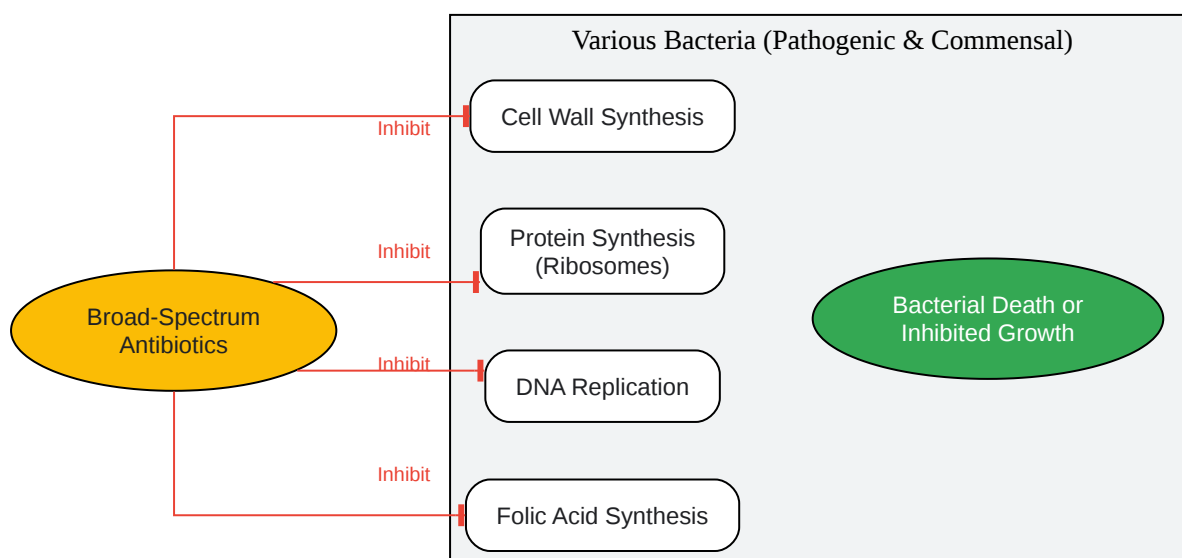 Various Bacteria (Pathogenic & Commensal)
Cell Wall Synthesis
Inhibit
Protein Synthesis
(Ribosomes)
Inhibit
Broad-Spectrum
Antibiotics
Bacterial Death or
Inhibited Growth
Inhibit
DNA Replication
Inhibit
Folic Acid Synthesis